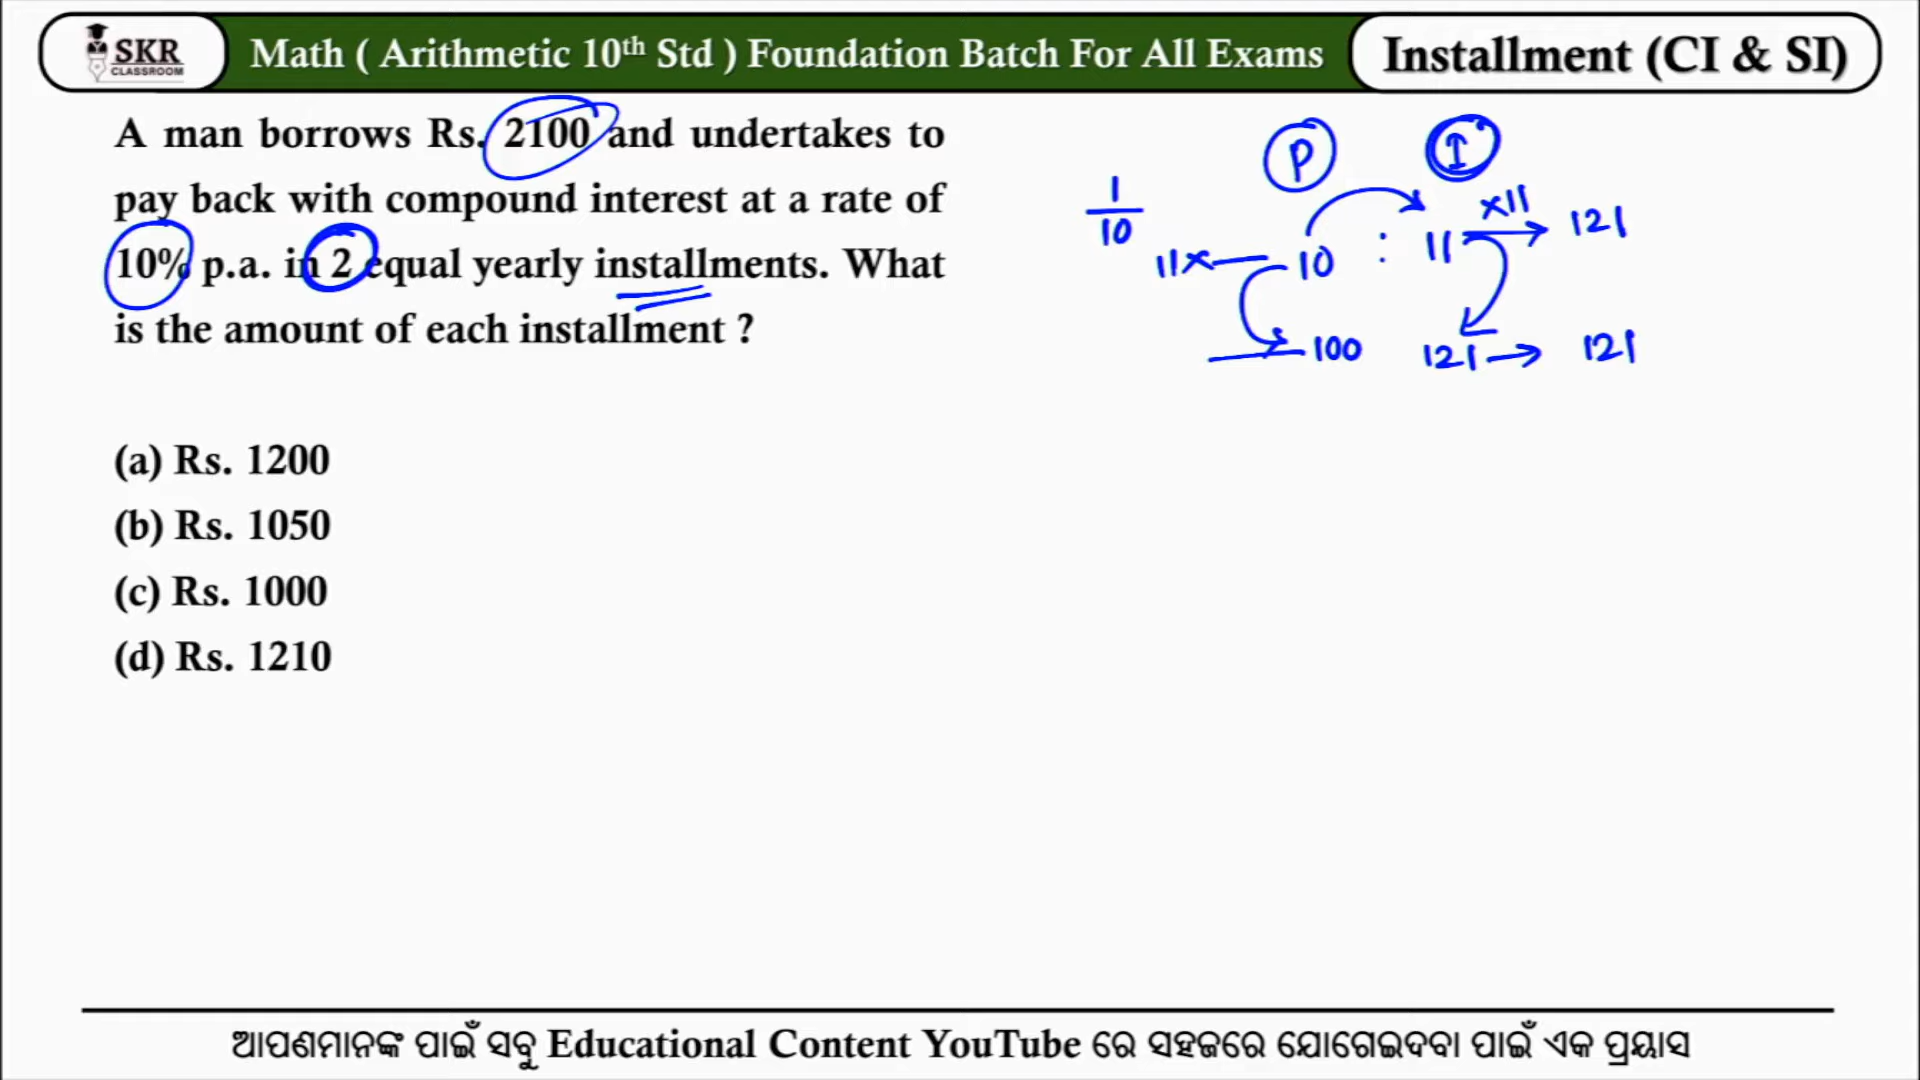 SKR
CLASSROOM
Math ( Arithmetic 10th Std ) Foundation Batch For All Exams
Installment (CI & SI)
A man borrows Rs. 2100 and undertakes to
pay back with compound interest at a rate of
10% p.a. in 2 equal yearly installments. What
is the amount of each installment ?
(a) Rs. 1200
(b) Rs. 1050
(c) Rs. 1000
(d) Rs. 1210
P I
1/10
11× 10 : 11 ×11 → 121
100 121 → 121
ଆପଣମାନଙ୍କ ପାଇଁ ସବୁ Educational Content YouTube ରେ ସହଜରେ ଯୋଗେଇଦବା ପାଇଁ ଏକ ପ୍ରୟାସ